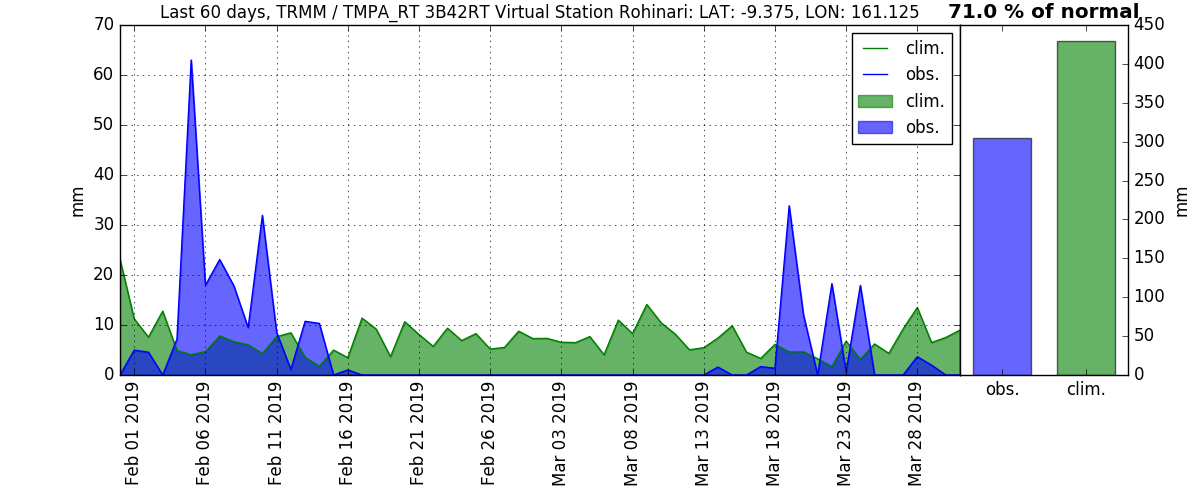 Last 60 days, TRMM / TMPA_RT 3B42RT Virtual Station Rohinari: LAT: -9.375, LON: 161.125
71.0 % of normal
70
60
50
40
30
20
10
0
mm
clim.
obs.
clim.
obs.
450
400
350
300
250
200
150
100
50
0
mm
Feb 01 2019
Feb 06 2019
Feb 11 2019
Feb 16 2019
Feb 21 2019
Feb 26 2019
Mar 03 2019
Mar 08 2019
Mar 13 2019
Mar 18 2019
Mar 23 2019
Mar 28 2019
obs.
clim.